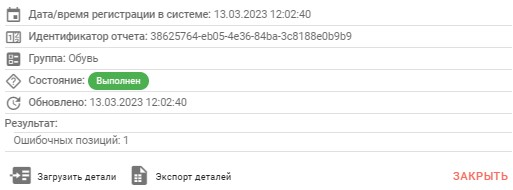 Дата/время регистрации в системе: 13.03.2023 12:02:40
Идентификатор отчета: 38625764-eb05-4e36-84ba-3c8188e0b9b9
Группа: Обувь
Состояние: Выполнен
Обновлено: 13.03.2023 12:02:40
Результат:
Ошибочных позиций: 1
Загрузить детали Экспорт деталей ЗАКРЫТЬ